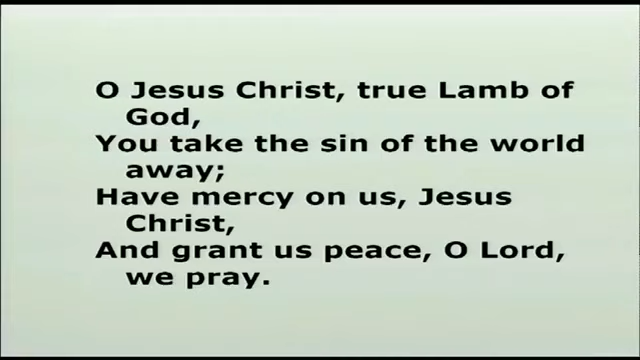 O Jesus Christ, true Lamb of
God,
You take the sin of the world
away;
Have mercy on us, Jesus
Christ,
And grant us peace, O Lord,
we pray.